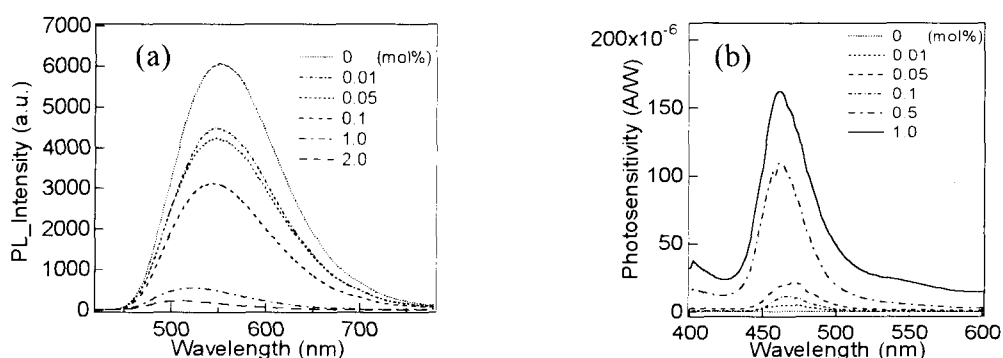 7000
6000
5000
4000
3000
2000
1000
0
PL_Intensity (a.u.)
(a)
0 (mol%)
0.01
0.05
0.1
1.0
2.0
500 600 700
Wavelength (nm)
200x10-6
150
100
50
0
Photosensitivity (A/W)
(b)
0 (mol%)
0.01
0.05
0.1
0.5
1.0
400 450 500 550 600
Wavelength (nm)